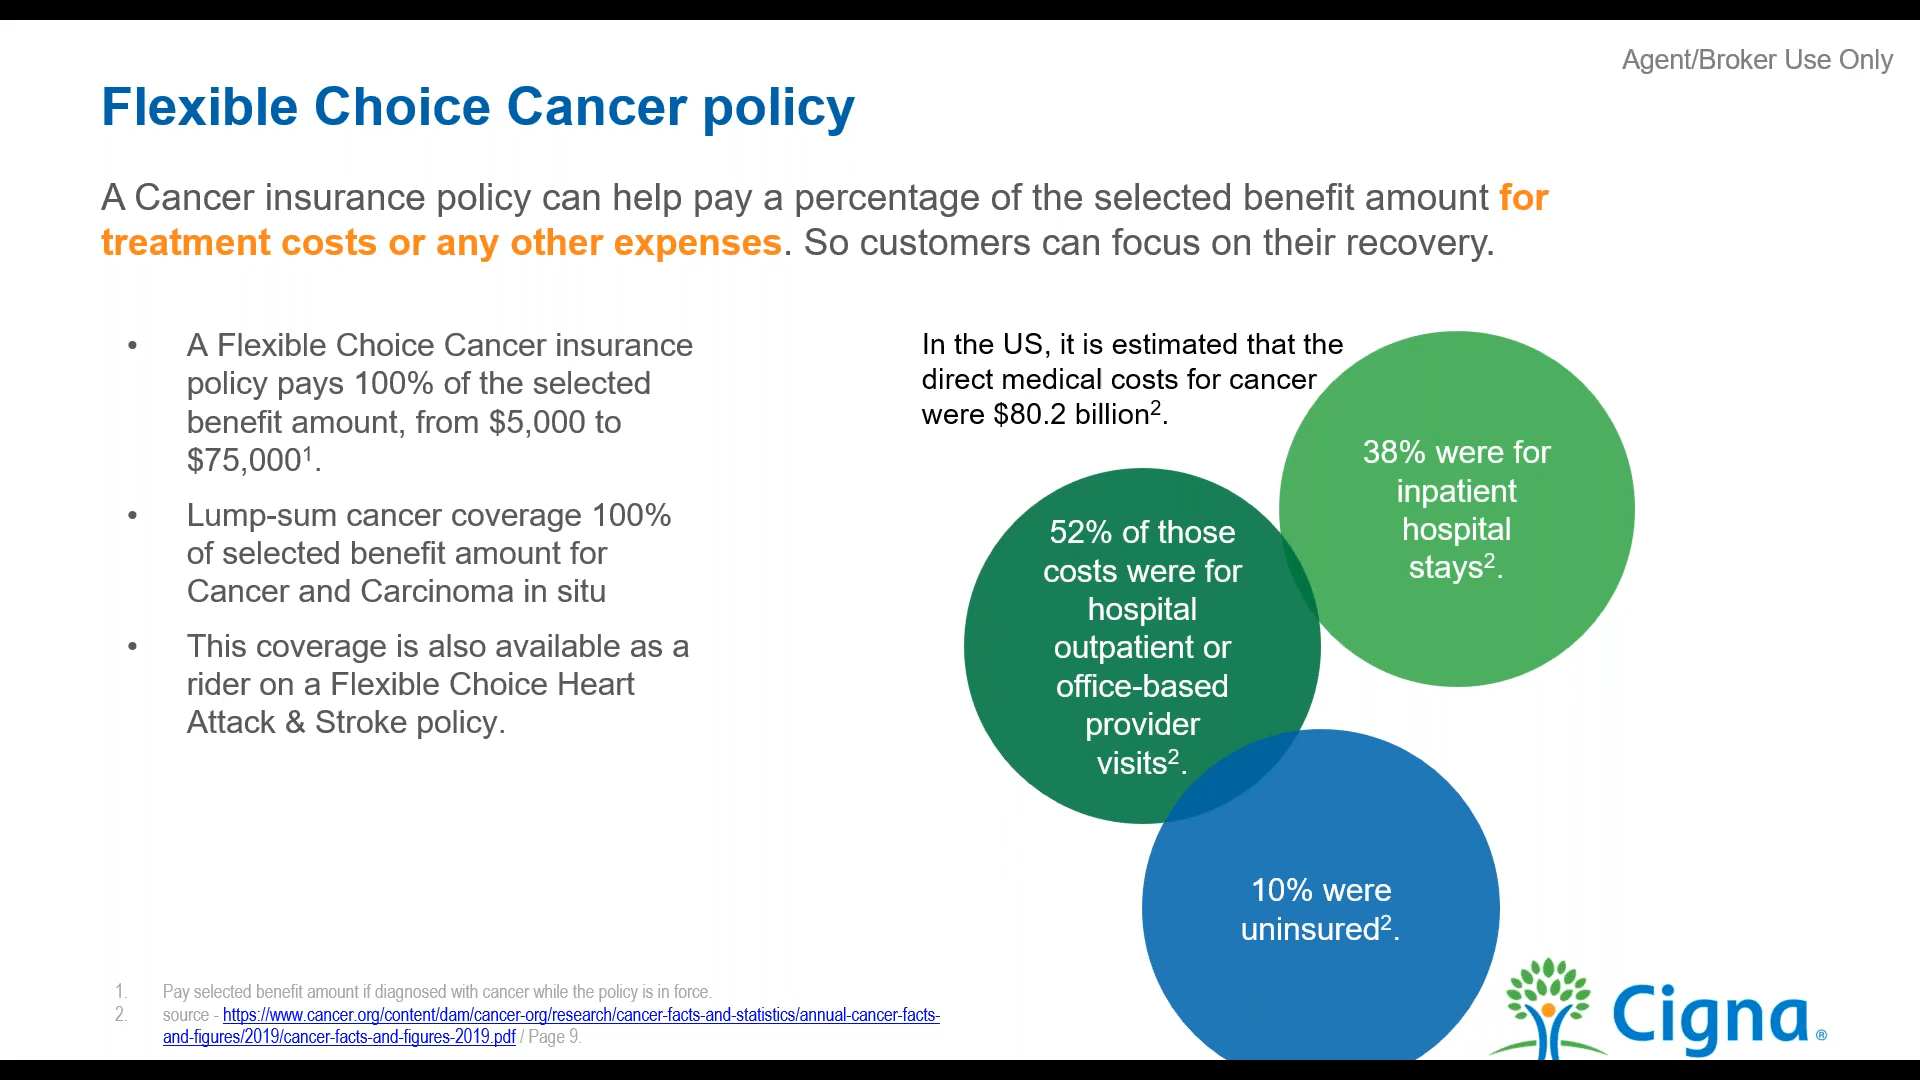 Agent/Broker Use Only
Flexible Choice Cancer policy
A Cancer insurance policy can help pay a percentage of the selected benefit amount for
treatment costs or any other expenses. So customers can focus on their recovery.
• A Flexible Choice Cancer insurance
policy pays 100% of the selected
benefit amount, from $5,000 to
$75,000¹.
• Lump-sum cancer coverage 100%
of selected benefit amount for
Cancer and Carcinoma in situ
• This coverage is also available as a
rider on a Flexible Choice Heart
Attack & Stroke policy.
In the US, it is estimated that the
direct medical costs for cancer
were $80.2 billion².
52% of those
costs were for
hospital
outpatient or
office-based
provider
visits².
38% were for
inpatient
hospital
stays².
10% were
uninsured².
1. Pay selected benefit amount if diagnosed with cancer while the policy is in force.
2. source - https://www.cancer.org/content/dam/cancer-org/research/cancer-facts-and-statistics/annual-cancer-facts-
and-figures/2019/cancer-facts-and-figures-2019.pdf / Page 9.
Cigna®